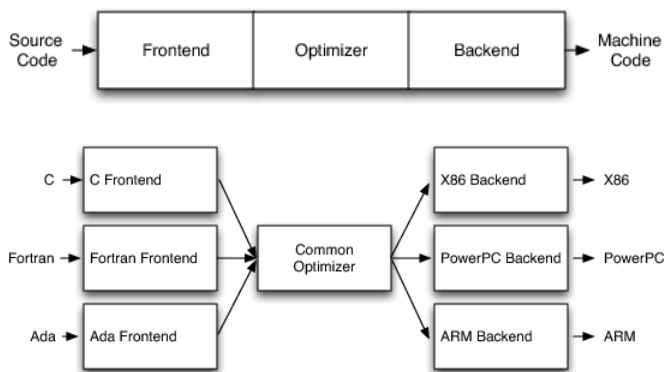 Source
Code
Frontend
Optimizer
Backend
Machine
Code
C
C Frontend
X86 Backend
X86
Fortran
Fortran Frontend
Common
Optimizer
PowerPC Backend
PowerPC
Ada
Ada Frontend
ARM Backend
ARM